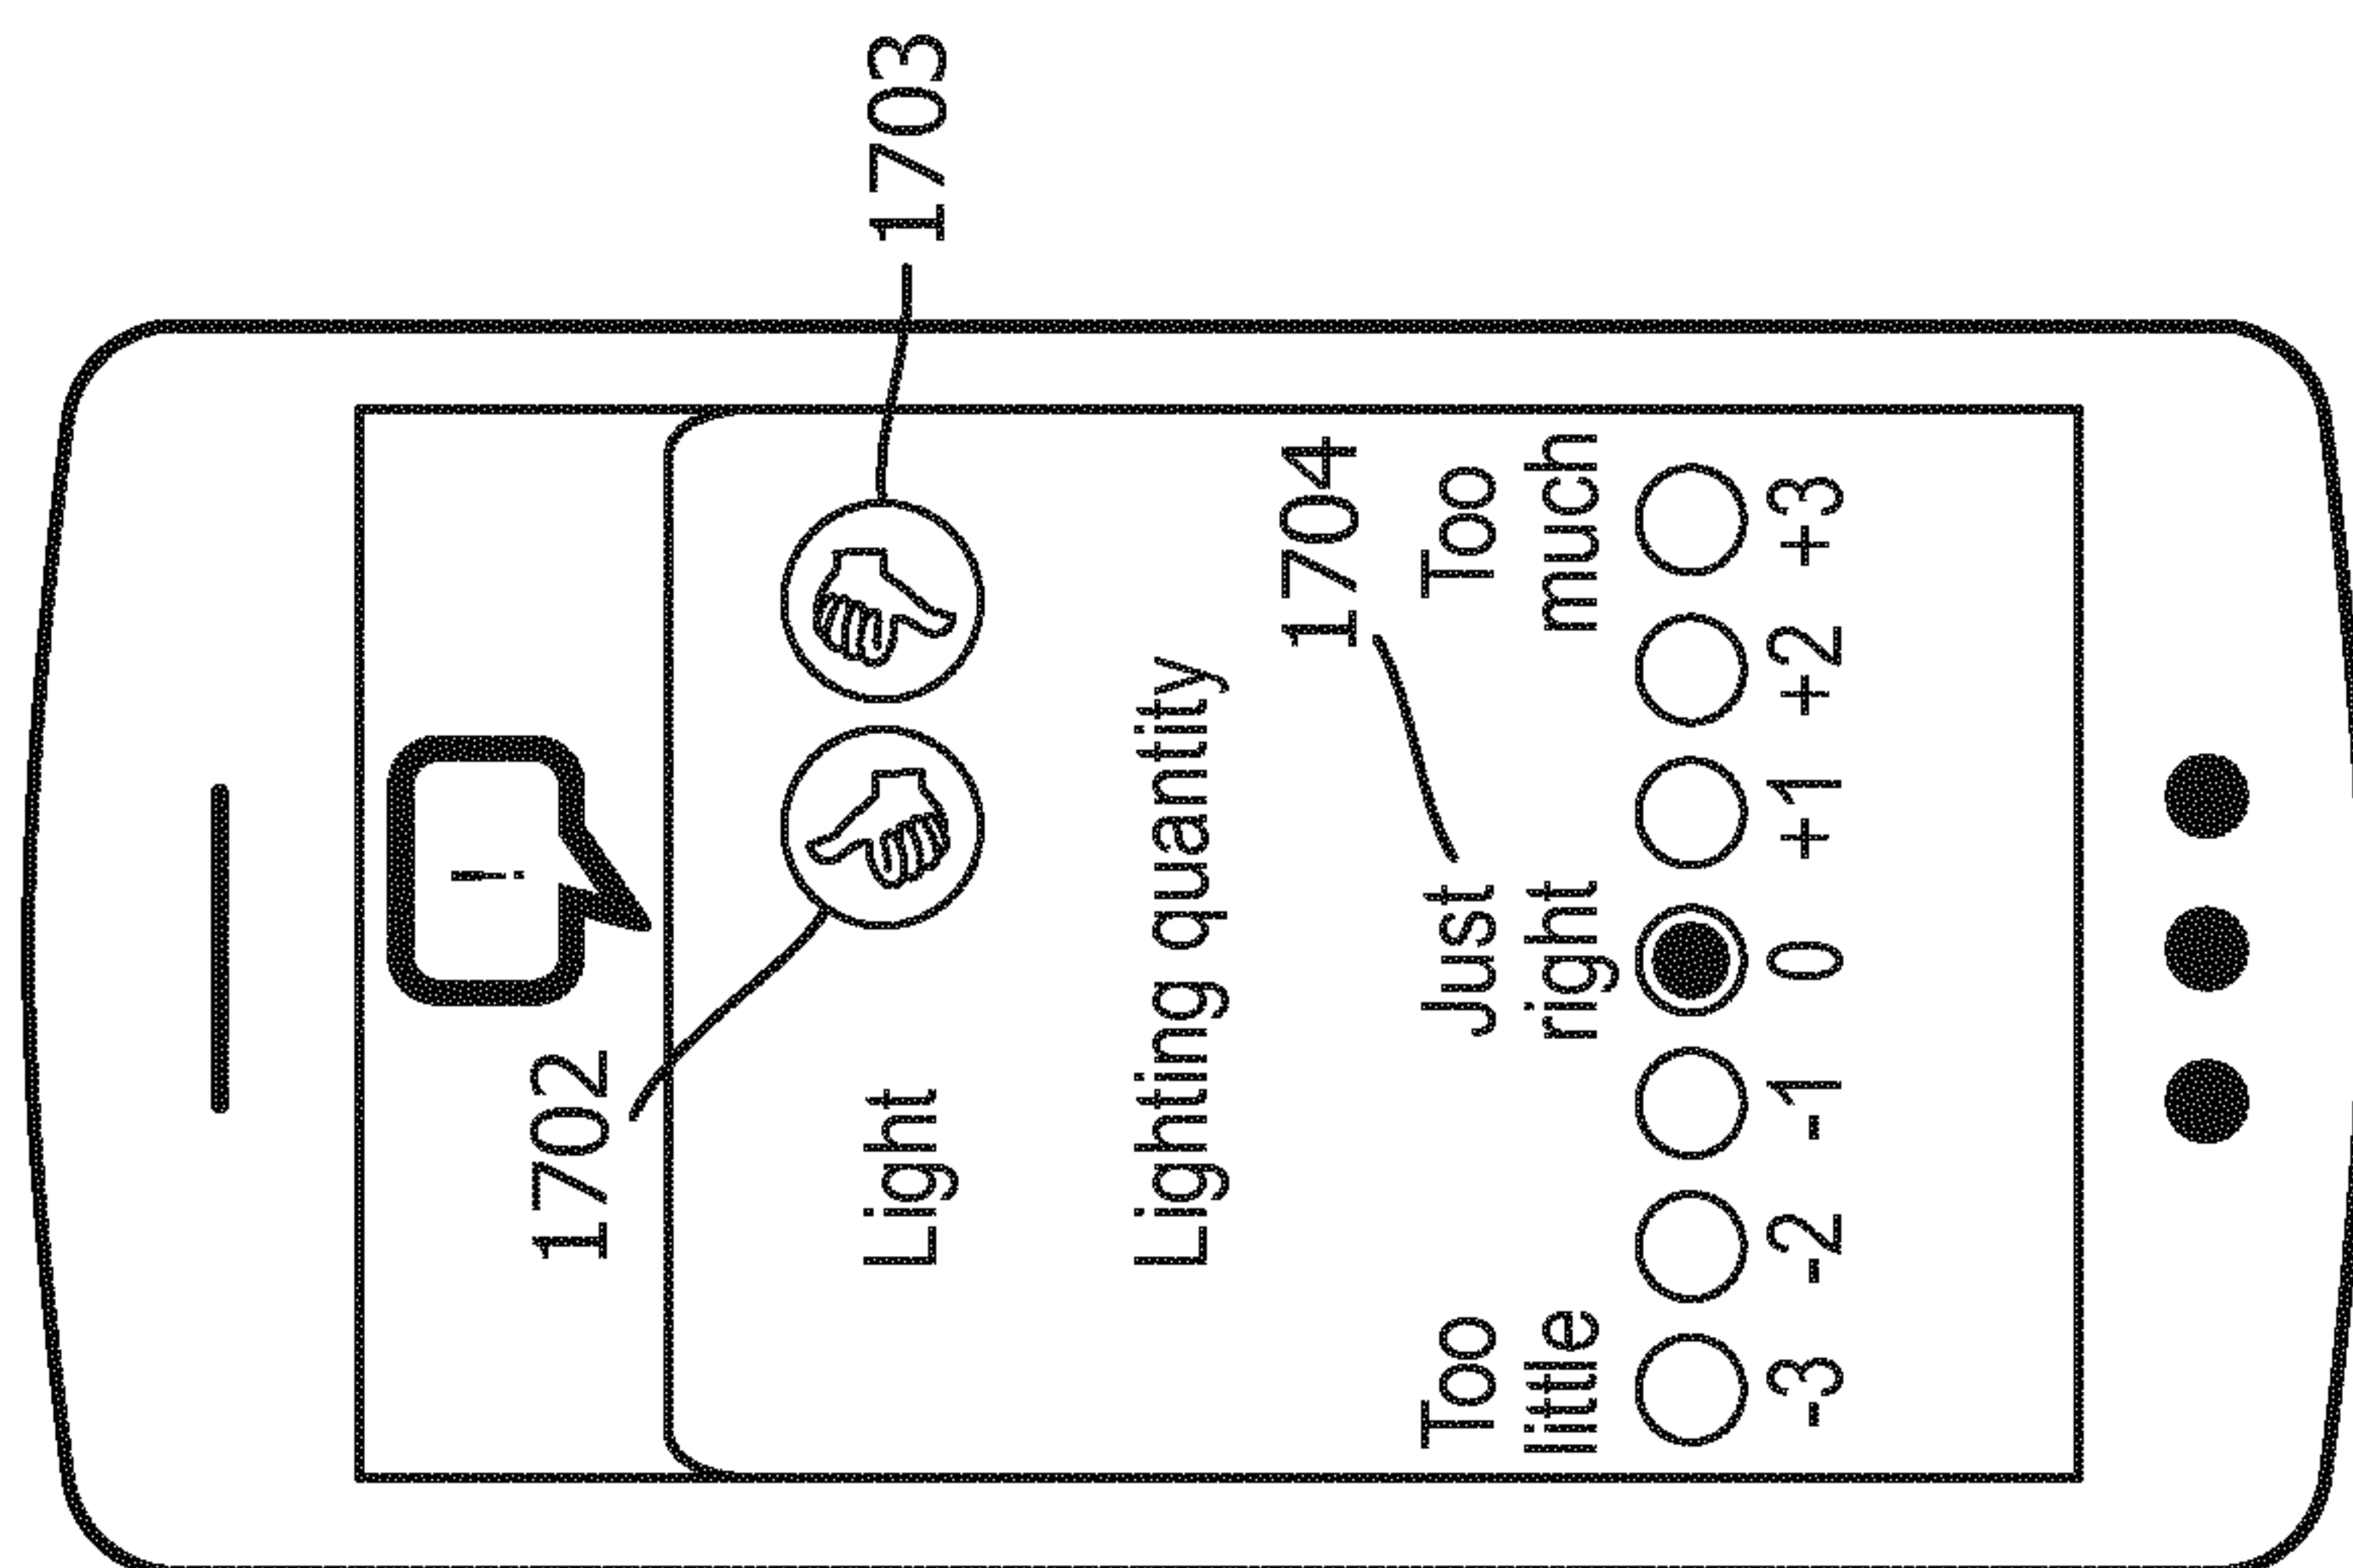 !
1702
1703
Light
Lighting quantity
1704
Too little
Just right
Too much
-3 -2 -1 0 +1 +2 +3